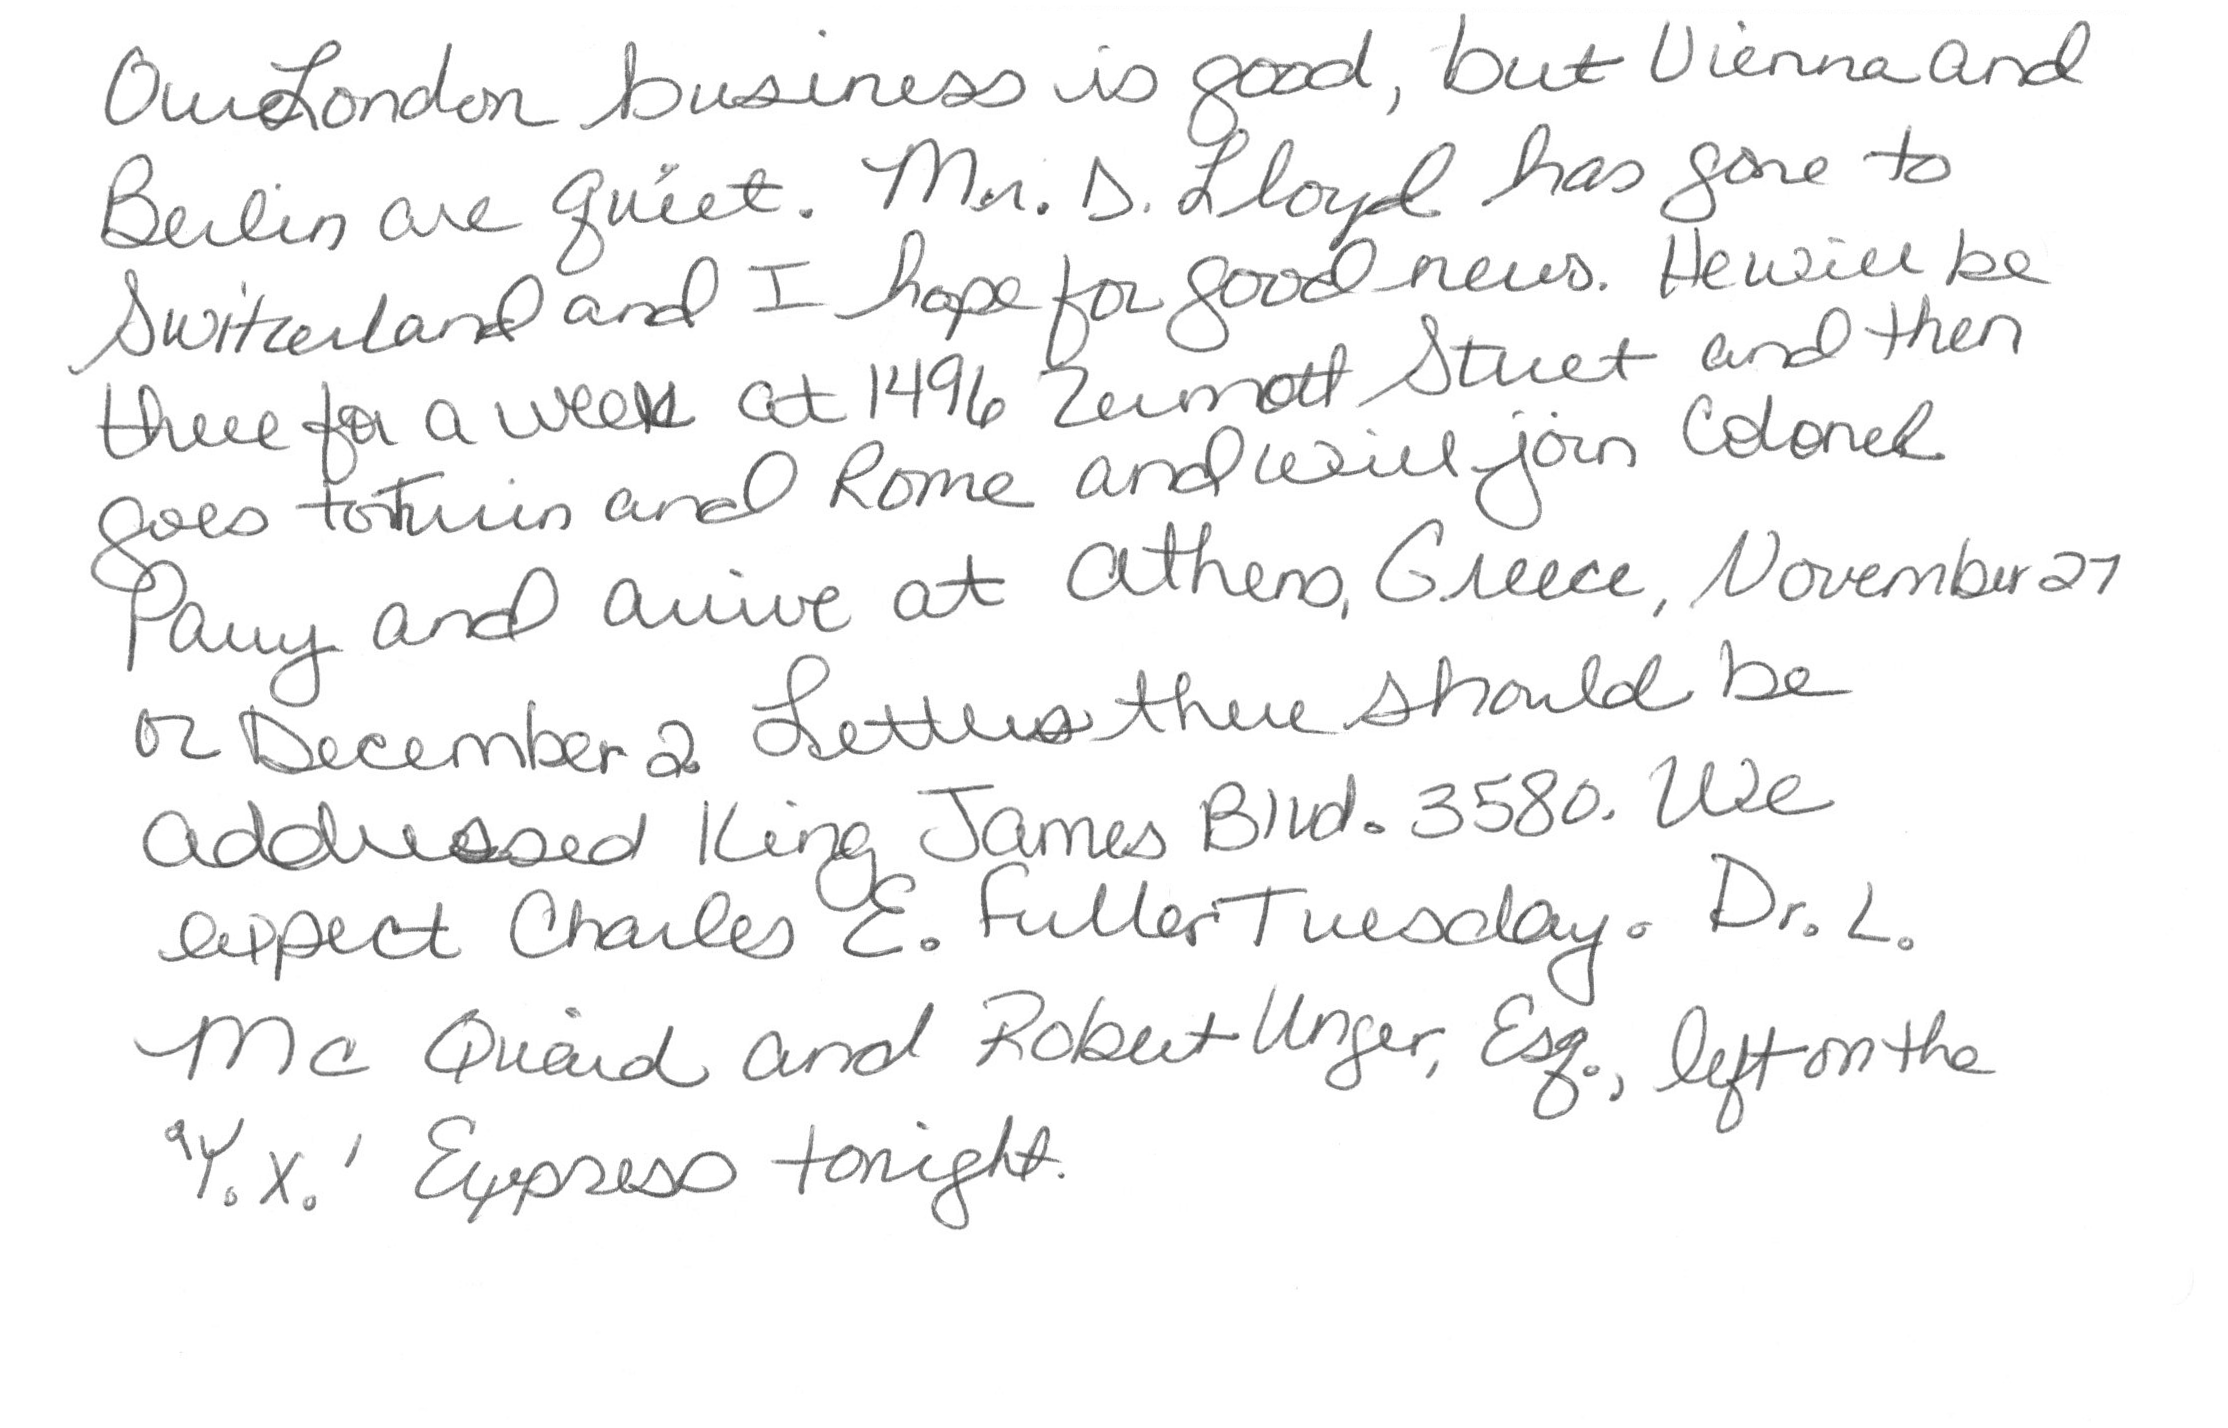 Our London business is good, but Vienna and
Berlin are quiet. Mr. D. Lloyd has gone to
Switzerland and I hope for good news. He will be
there for a week at 1496 Zermott Street and then
goes to Turin and Rome and will join Colonel
Parry and arrive at Athens, Greece, November 27
or December 2 Letters there should be
addressed King James Blvd. 3580. We
expect Charles E. Fuller Tuesday. Dr. L.
Mc Quaid and Robert Unger, Esq., left on the
'Y.X.' Express tonight.